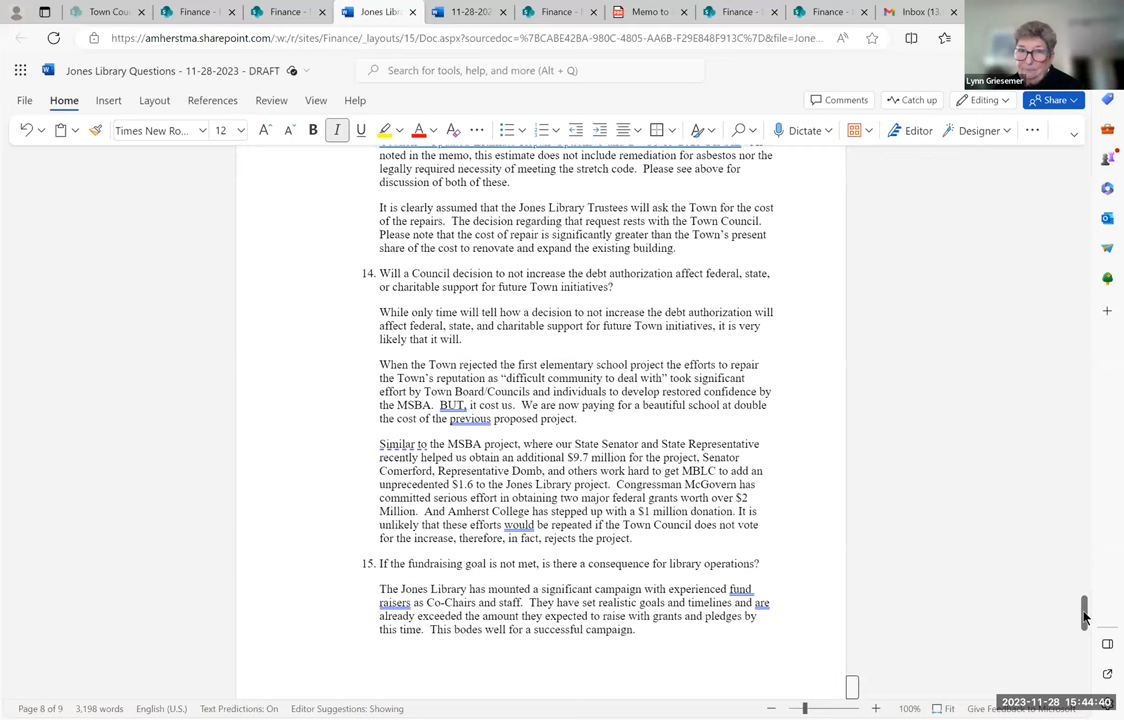 Town Cou
Finance -
Finance -
Jones Libr
11-28-202
Finance -
Memo to
Finance -
Finance -
Inbox (13,
https://amherstma.sharepoint.com/:w:/r/sites/Finance/_layouts/15/Doc.aspx?sourcedoc=%7BCABE42BA-980C-4805-AA6B-F29E848F913C%7D&file=Jone...
Lynn Griesemer
Jones Library Questions - 11-28-2023 - DRAFT
Search for tools, help, and more (Alt + Q)
File Home Insert Layout References Review View Help
Comments Catch up Editing Share
Times New Ro... 12 B I U A Dictate Editor Designer
noted in the memo, this estimate does not include remediation for asbestos nor the
legally required necessity of meeting the stretch code. Please see above for
discussion of both of these.
It is clearly assumed that the Jones Library Trustees will ask the Town for the cost
of the repairs. The decision regarding that request rests with the Town Council.
Please note that the cost of repair is significantly greater than the Town's present
share of the cost to renovate and expand the existing building.
14. Will a Council decision to not increase the debt authorization affect federal, state,
or charitable support for future Town initiatives?
While only time will tell how a decision to not increase the debt authorization will
affect federal, state, and charitable support for future Town initiatives, it is very
likely that it will.
When the Town rejected the first elementary school project the efforts to repair
the Town's reputation as "difficult community to deal with" took significant
effort by Town Board/Councils and individuals to develop restored confidence by
the MSBA. BUT, it cost us. We are now paying for a beautiful school at double
the cost of the previous proposed project.
Similar to the MSBA project, where our State Senator and State Representative
recently helped us obtain an additional $9.7 million for the project, Senator
Comerford, Representative Domb, and others work hard to get MBLC to add an
unprecedented $1.6 to the Jones Library project. Congressman McGovern has
committed serious effort in obtaining two major federal grants worth over $2
Million. And Amherst College has stepped up with a $1 million donation. It is
unlikely that these efforts would be repeated if the Town Council does not vote
for the increase, therefore, in fact, rejects the project.
15. If the fundraising goal is not met, is there a consequence for library operations?
The Jones Library has mounted a significant campaign with experienced fund
raisers as Co-Chairs and staff. They have set realistic goals and timelines and are
already exceeded the amount they expected to raise with grants and pledges by
this time. This bodes well for a successful campaign.
Page 8 of 9 3,198 words English (U.S.) Text Predictions: On Editor Suggestions: Showing
100% Fit Give Feedback to Microsoft
2023-11-28 15:44:40